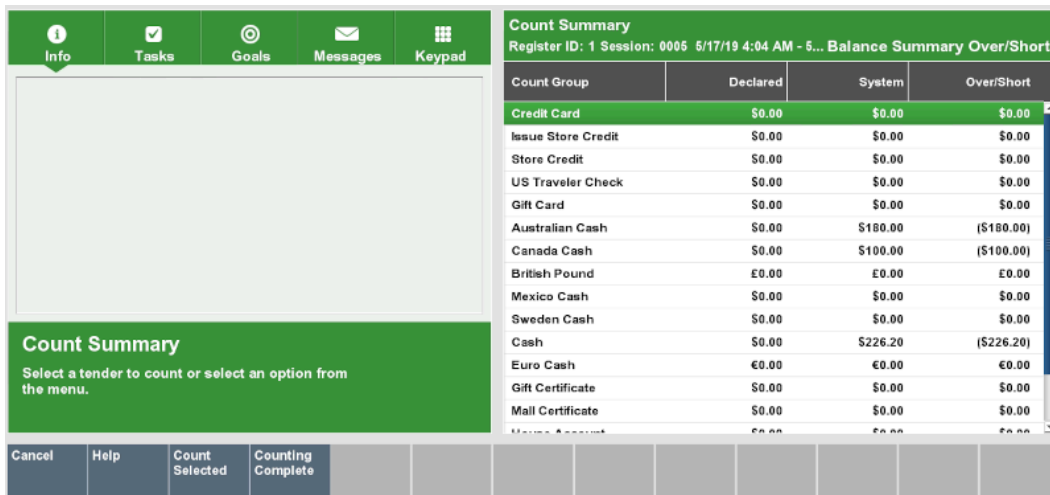 Info Tasks Goals Messages Keypad
Count Summary
Select a tender to count or select an option from
the menu.
Count Summary
Register ID: 1 Session: 0005 5/17/19 4:04 AM - 5... Balance Summary Over/Short
Count Group Declared System Over/Short
Credit Card $0.00 $0.00 $0.00
Issue Store Credit $0.00 $0.00 $0.00
Store Credit $0.00 $0.00 $0.00
US Traveler Check $0.00 $0.00 $0.00
Gift Card $0.00 $0.00 $0.00
Australian Cash $0.00 $180.00 ($180.00)
Canada Cash $0.00 $100.00 ($100.00)
British Pound £0.00 £0.00 £0.00
Mexico Cash $0.00 $0.00 $0.00
Sweden Cash $0.00 $0.00 $0.00
Cash $0.00 $226.20 ($226.20)
Euro Cash €0.00 €0.00 €0.00
Gift Certificate $0.00 $0.00 $0.00
Mall Certificate $0.00 $0.00 $0.00
Cancel Help Count Selected Counting Complete